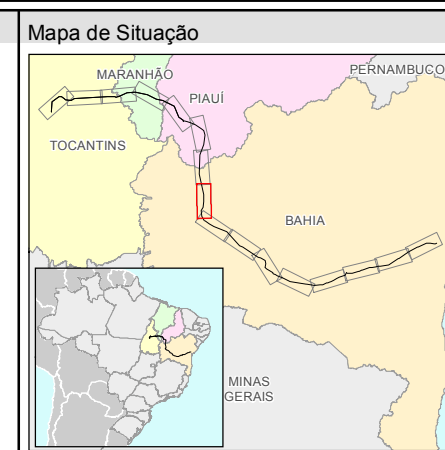 Mapa de Situação
MARANHÃO
PERNAMBUCO
PIAUÍ
TOCANTINS
BAHIA
MINAS
GERAIS